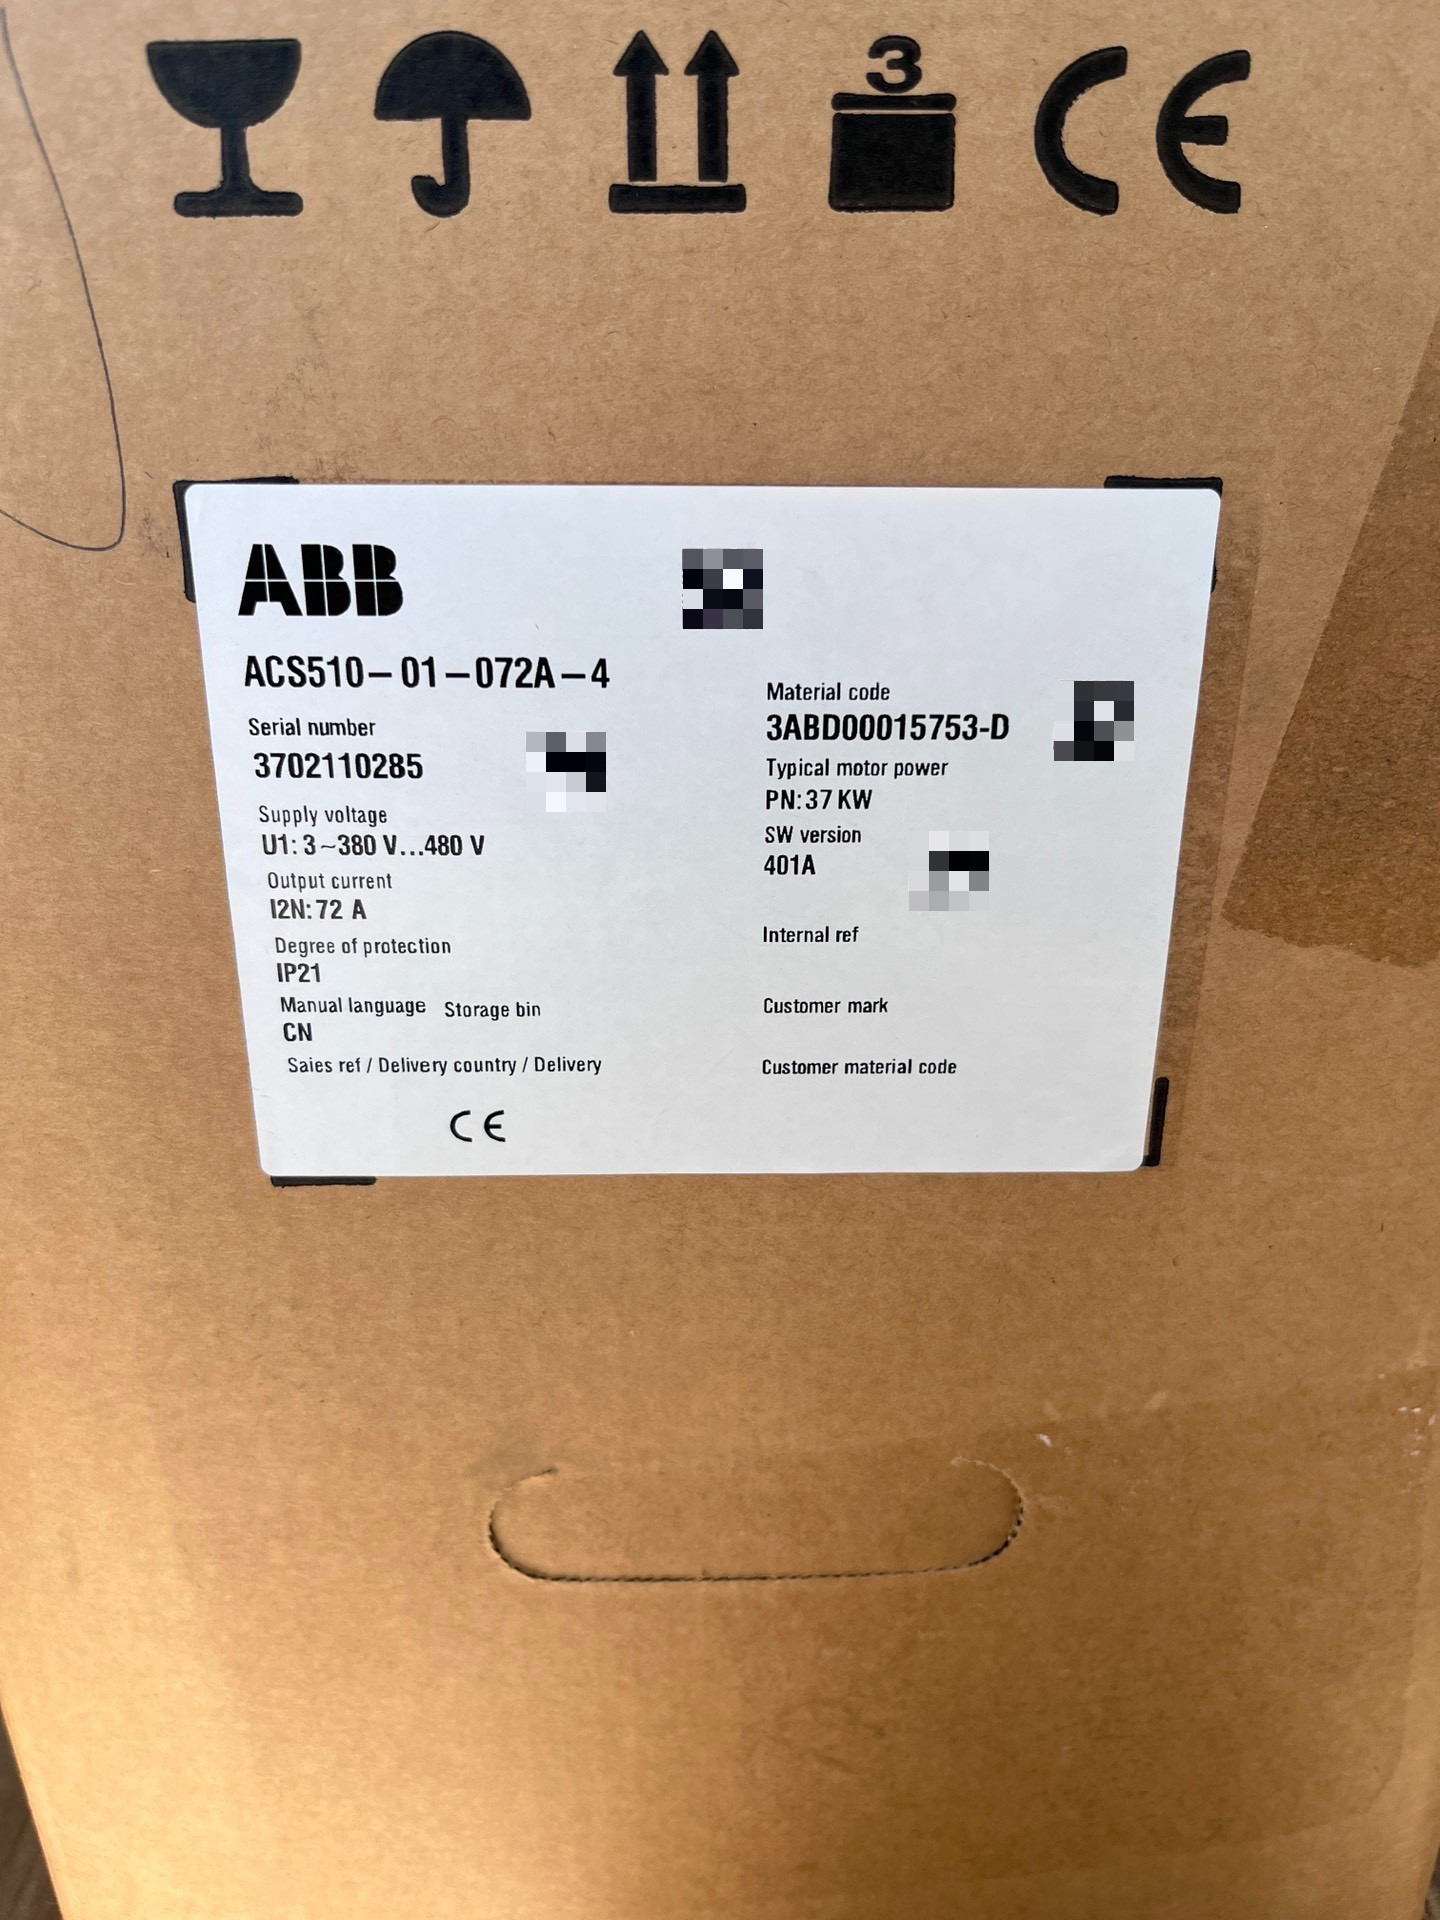 3
CE
ABB
ACS510-01-072A-4
Serial number
3702110285
Supply voltage
U1: 3~380 V...480 V
Output current
I2N: 72 A
Degree of protection
IP21
Manual language Storage bin
CN
Sales ref / Delivery country / Delivery
CE
Material code
3ABD00015753-D
Typical motor power
PN: 37 KW
SW version
401A
Internal ref
Customer mark
Customer material code